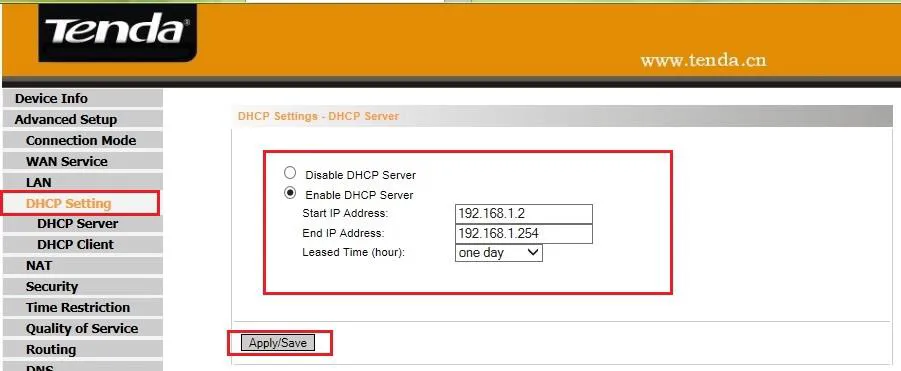 Tenda®
www.tenda.cn
Device Info
Advanced Setup
Connection Mode
WAN Service
LAN
DHCP Setting
DHCP Server
DHCP Client
NAT
Security
Time Restriction
Quality of Service
Routing
DNS
DHCP Settings - DHCP Server
Disable DHCP Server
Enable DHCP Server
Start IP Address: 192.168.1.2
End IP Address: 192.168.1.254
Leased Time (hour): one day
Apply/Save